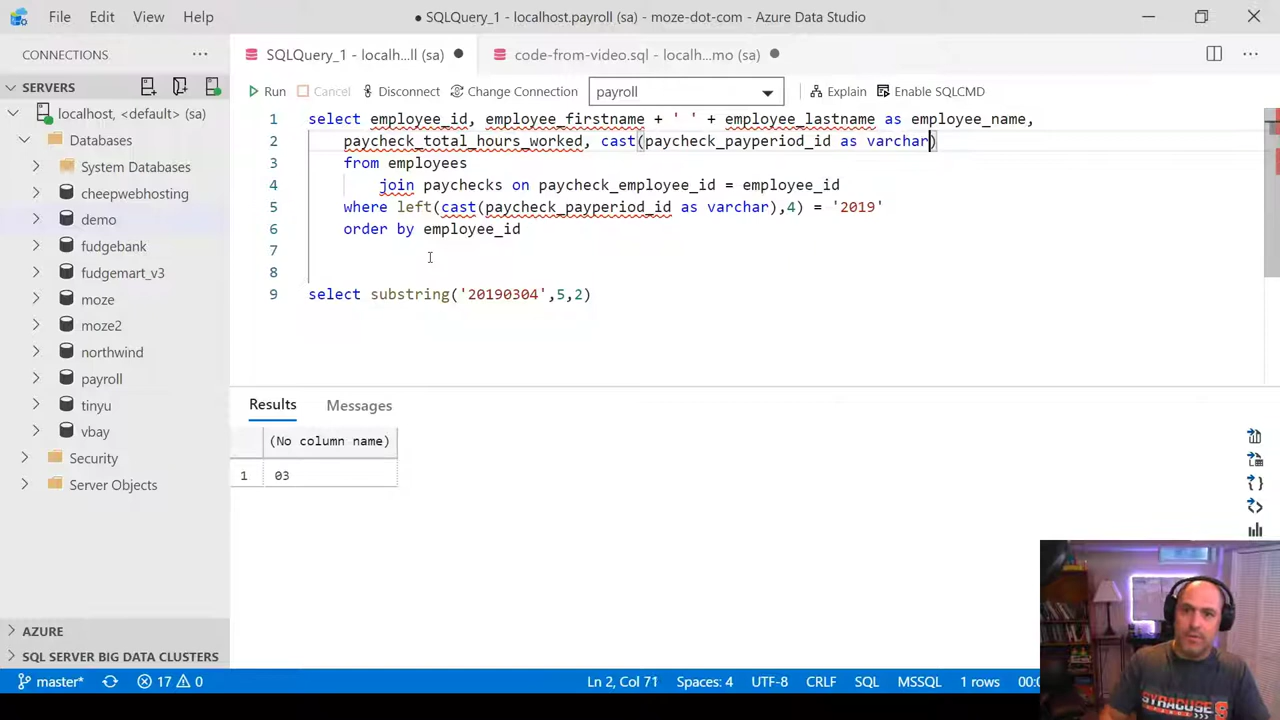 File Edit View Help
● SQLQuery_1 - localhost.payroll (sa) - moze-dot-com - Azure Data Studio
CONNECTIONS ...
SQLQuery_1 - localh...ll (sa) ●
code-from-video.sql - localh...mo (sa) ●
SERVERS
Run Cancel Disconnect Change Connection payroll Explain Enable SQLCMD
localhost, <default> (sa)
Databases
System Databases
cheepwebhosting
demo
fudgebank
fudgemart_v3
moze
moze2
northwind
payroll
tinyu
vbay
Security
Server Objects
AZURE
SQL SERVER BIG DATA CLUSTERS
1 select employee_id, employee_firstname + ' ' + employee_lastname as employee_name,
2 paycheck_total_hours_worked, cast(paycheck_payperiod_id as varchar)
3 from employees
4 join paychecks on paycheck_employee_id = employee_id
5 where left(cast(paycheck_payperiod_id as varchar),4) = '2019'
6 order by employee_id
7
8
9 select substring('20190304',5,2)
Results Messages
(No column name)
1 03
master* 17 0
Ln 2, Col 71 Spaces: 4 UTF-8 CRLF SQL MSSQL 1 rows 00:0
SYRACUSE